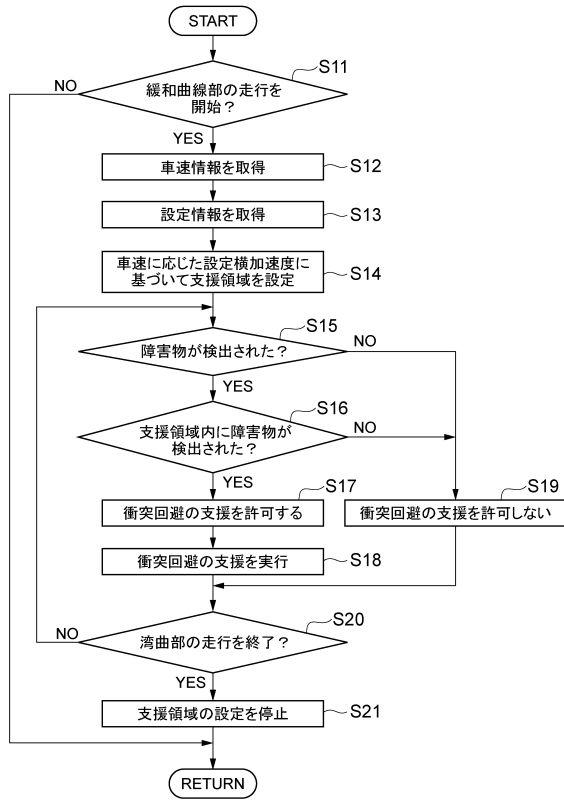 START
S11
NO
緩和曲線部の走行を
開始？
YES
車速情報を取得
S12
設定情報を取得
S13
車速に応じた設定横加速度に
基づいて支援領域を設定
S14
S15
障害物が検出された？
NO
YES
S16
支援領域内に障害物が
検出された？
NO
YES
S17
衝突回避の支援を許可する
S19
衝突回避の支援を許可しない
衝突回避の支援を実行
S18
S20
NO
湾曲部の走行を終了？
YES
支援領域の設定を停止
S21
RETURN